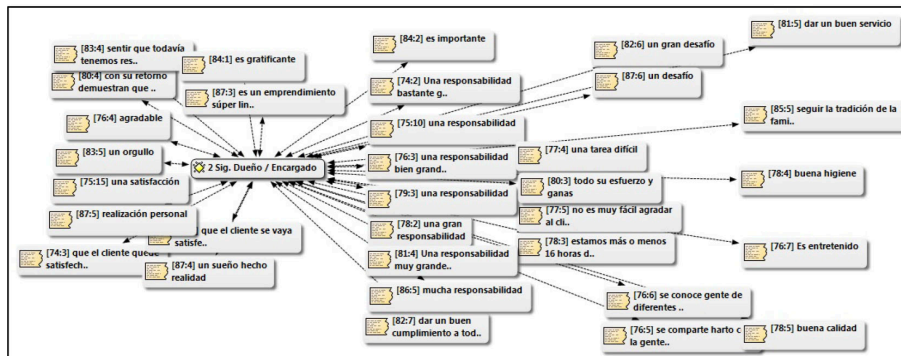 [83:4] sentir que todavía
tenemos res..
[80:4] con su retorno
demuestran que ..
[76:4] agradable
[83:5] un orgullo
[75:15] una satisfacción
[87:5] realización personal
[74:3] que el cliente quede
satisfech..
que el cliente se vaya
satisfe..
[87:4] un sueño hecho
realidad
[84:1] es gratificante
[87:3] es un emprendimiento
súper lin..
2 Sig. Dueño / Encargado
[84:2] es importante
[74:2] Una responsabilidad
bastante g..
[75:10] una responsabilidad
[76:3] una responsabilidad
bien grand..
[79:3] una responsabilidad
[78:2] una gran
responsabilidad
[81:4] Una responsabilidad
muy grande..
[86:5] mucha responsabilidad
[82:7] dar un buen
cumplimiento a tod..
[82:6] un gran desafío
[87:6] un desafío
[77:4] una tarea difícil
[80:3] todo su esfuerzo y
ganas
[77:5] no es muy fácil agradar
al cli..
[78:3] estamos más o menos
16 horas d..
[76:6] se conoce gente de
diferentes ..
[76:5] se comparte harto c
la gente..
[81:5] dar un buen servicio
[85:5] seguir la tradición de la
fami..
[78:4] buena higiene
[76:7] Es entretenido
[78:5] buena calidad